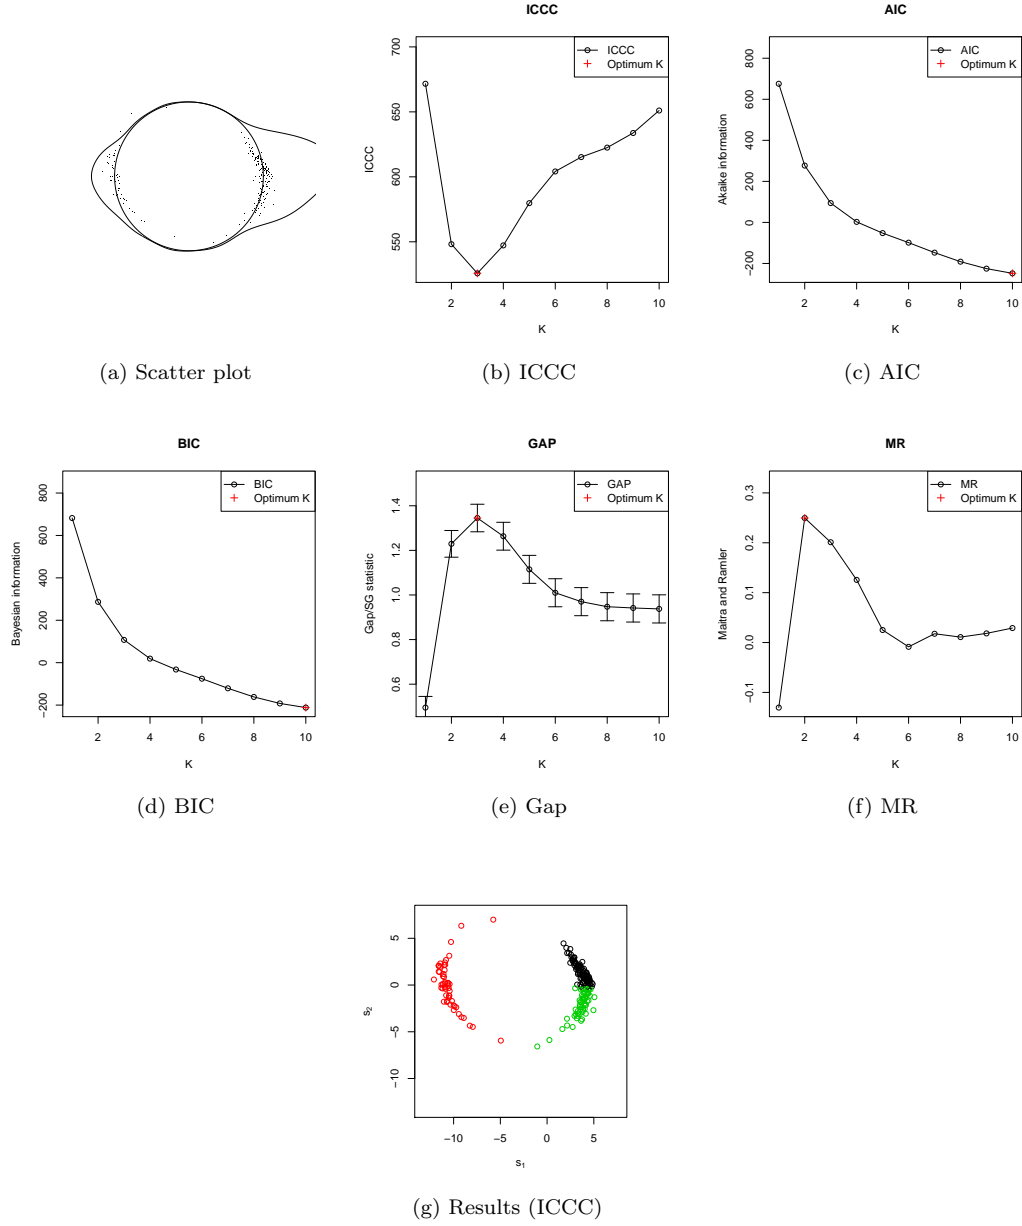 ICCC
ICCC
Optimum K
ICCC
700
650
600
550
2 4 6 8 10
K
AIC
AIC
Optimum K
Akaike information
800
600
400
200
0
−200
2 4 6 8 10
K
(a) Scatter plot
(b) ICCC
(c) AIC
BIC
BIC
Optimum K
Bayesian information
800
600
400
200
0
−200
2 4 6 8 10
K
GAP
GAP
Optimum K
Gap/SG statistic
1.4
1.2
1.0
0.8
0.6
2 4 6 8 10
K
MR
MR
Optimum K
Maitra and Ramler
0.3
0.2
0.1
0.0
−0.1
2 4 6 8 10
K
(d) BIC
(e) Gap
(f) MR
s2
5
0
−5
−10
−10 −5 0 5
s1
(g) Results (ICCC)